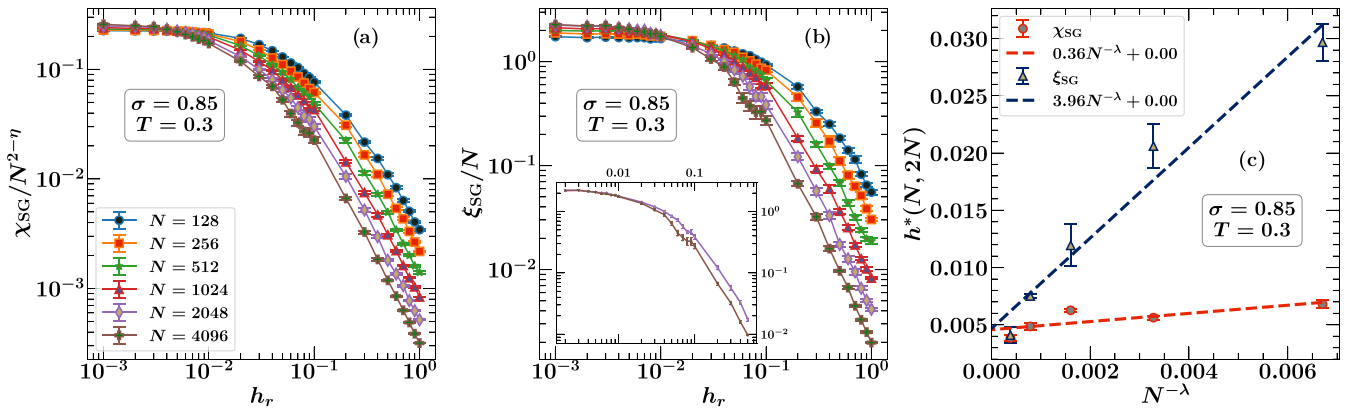 χ_SG/N^{2−η}
10^{-1}
10^{-2}
10^{-3}
(a)
σ = 0.85
T = 0.3
N = 128
N = 256
N = 512
N = 1024
N = 2048
N = 4096
10^{-3}
10^{-2}
10^{-1}
10^{0}
h_r
ξ_SG/N
10^{0}
10^{-1}
10^{-2}
(b)
σ = 0.85
T = 0.3
0.01
0.1
10^{0}
10^{-1}
10^{-2}
10^{-3}
10^{-2}
10^{-1}
10^{0}
h_r
h*(N, 2N)
0.030
0.025
0.020
0.015
0.010
0.005
χ_SG
0.36N^{−λ} + 0.00
ξ_SG
3.96N^{−λ} + 0.00
(c)
σ = 0.85
T = 0.3
0.000
0.002
0.004
0.006
N^{−λ}